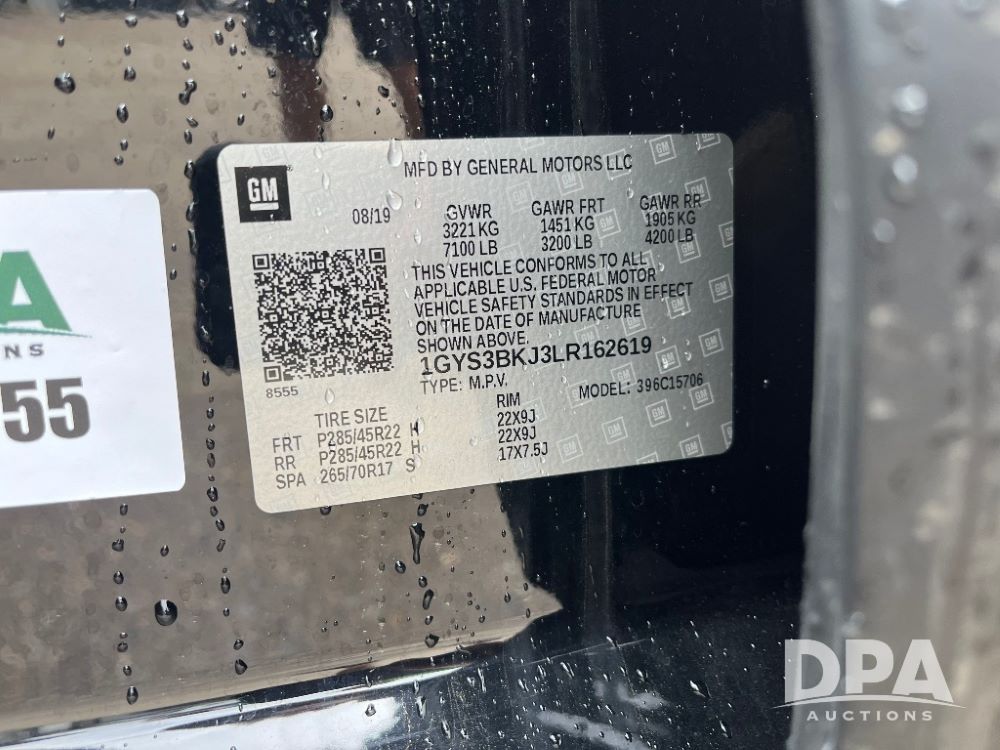 GM
MFD BY GENERAL MOTORS LLC
08/19
GVWR GAWR FRT GAWR RR
3221 KG 1451 KG 1905 KG
7100 LB 3200 LB 4200 LB
THIS VEHICLE CONFORMS TO ALL
APPLICABLE U.S. FEDERAL MOTOR
VEHICLE SAFETY STANDARDS IN EFFECT
ON THE DATE OF MANUFACTURE
SHOWN ABOVE.
1GYS3BKJ3LR162619
TYPE: M.P.V. MODEL: 396C15706
8555
TIRE SIZE RIM
FRT P285/45R22 H 22X9J
RR P285/45R22 H 22X9J
SPA 265/70R17 S 17X7.5J
A
NS
55
DPA
AUCTIONS